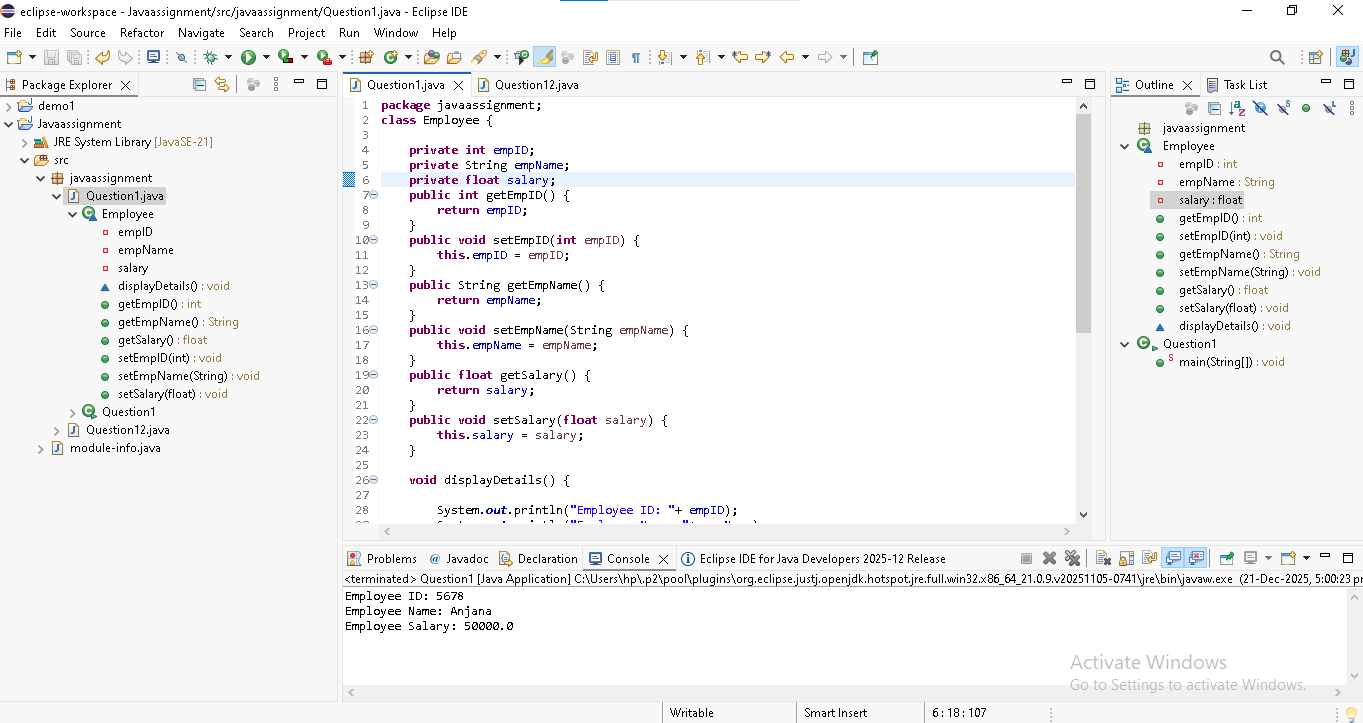 eclipse-workspace - Javaassignment/src/javaassignment/Question1.java - Eclipse IDE
File Edit Source Refactor Navigate Search Project Run Window Help
Package Explorer
demo1
Javaassignment
JRE System Library [JavaSE-21]
src
javaassignment
Question1.java
Employee
empID
empName
salary
displayDetails() : void
getEmpID() : int
getEmpName() : String
getSalary() : float
setEmpID(int) : void
setEmpName(String) : void
setSalary(float) : void
Question1
Question12.java
module-info.java
Question1.java Question12.java
1 package javaassignment;
2 class Employee {
3
4 private int empID;
5 private String empName;
6 private float salary;
7 public int getEmpID() {
8 return empID;
9 }
10 public void setEmpID(int empID) {
11 this.empID = empID;
12 }
13 public String getEmpName() {
14 return empName;
15 }
16 public void setEmpName(String empName) {
17 this.empName = empName;
18 }
19 public float getSalary() {
20 return salary;
21 }
22 public void setSalary(float salary) {
23 this.salary = salary;
24 }
25
26 void displayDetails() {
27
28 System.out.println("Employee ID: "+ empID);
Outline Task List
javaassignment
Employee
empID : int
empName : String
salary : float
getEmpID() : int
setEmpID(int) : void
getEmpName() : String
setEmpName(String) : void
getSalary() : float
setSalary(float) : void
displayDetails() : void
Question1
main(String[]) : void
Problems Javadoc Declaration Console Eclipse IDE for Java Developers 2025-12 Release
<terminated> Question1 [Java Application] C:\Users\hp\.p2\pool\plugins\org.eclipse.justj.openjdk.hotspot.jre.full.win32.x86_64_21.0.9.v20251105-0741\jre\bin\javaw.exe (21-Dec-2025, 5:00:23 pr
Employee ID: 5678
Employee Name: Anjana
Employee Salary: 50000.0
Activate Windows
Go to Settings to activate Windows.
Writable Smart Insert 6 : 18 : 107